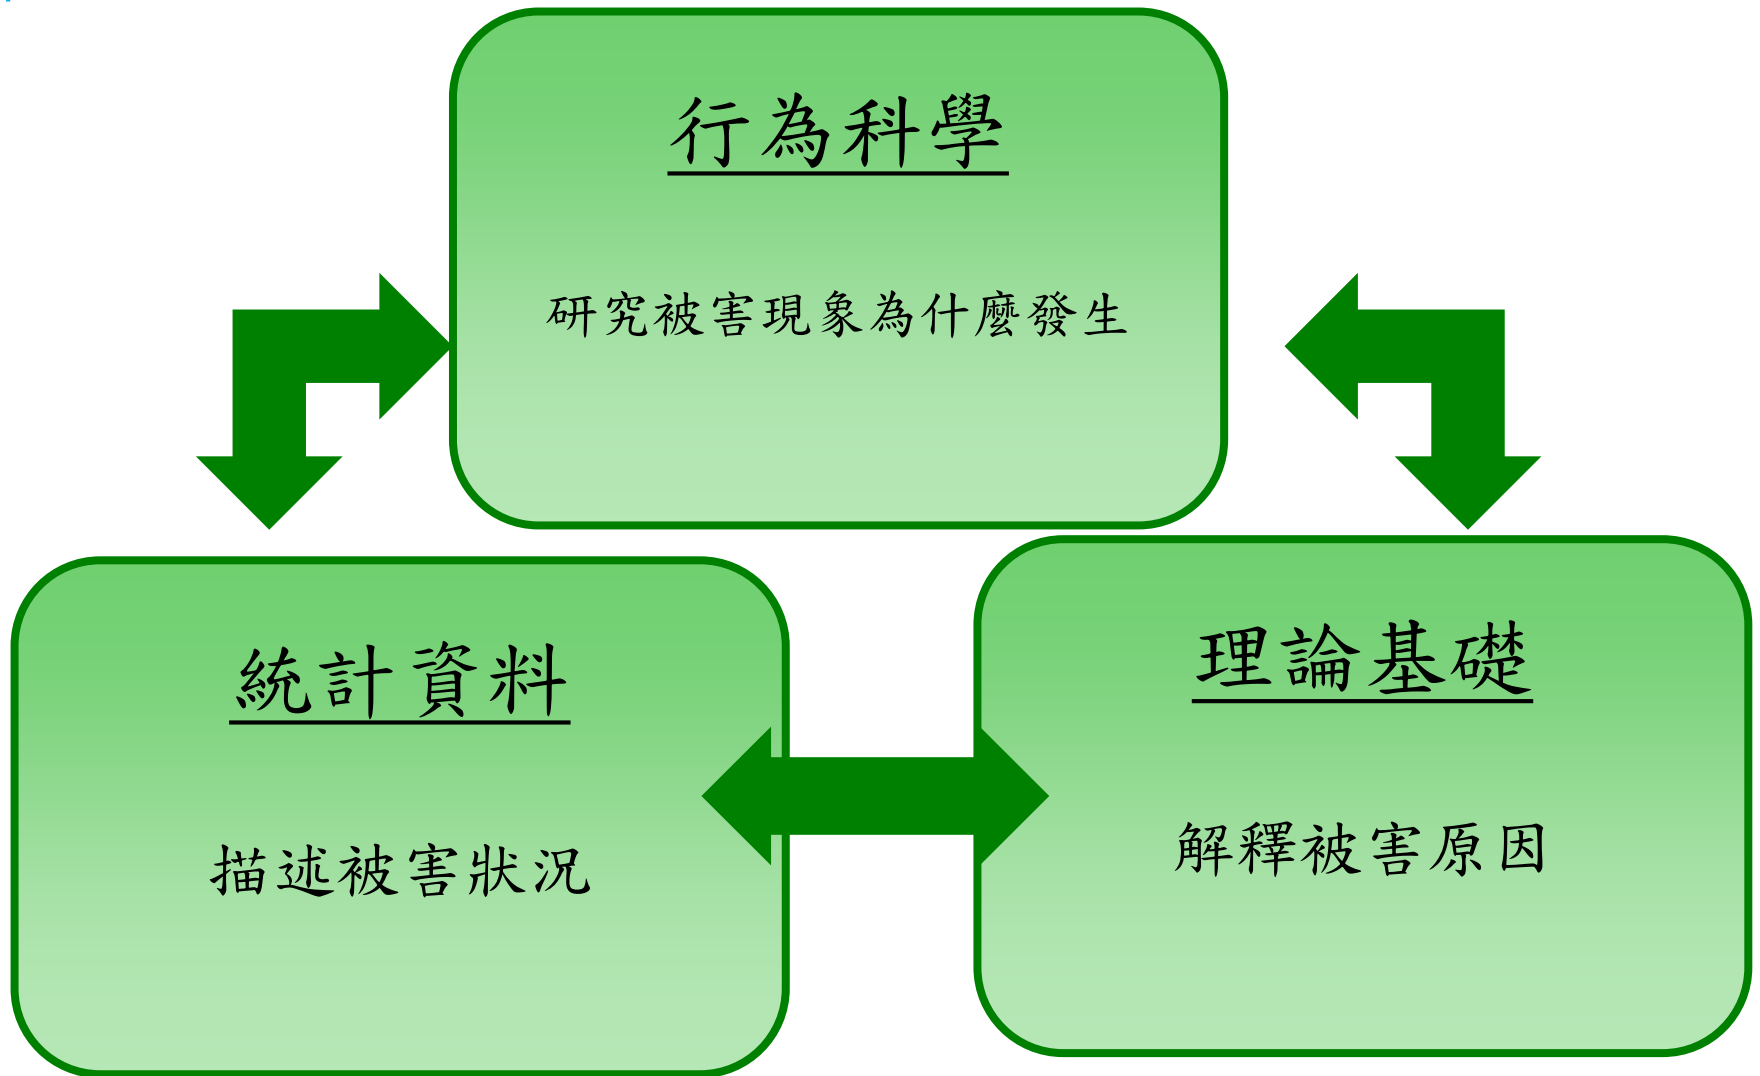 行為科學
研究被害現象為什麼發生
統計資料
描述被害狀況
理論基礎
解釋被害原因